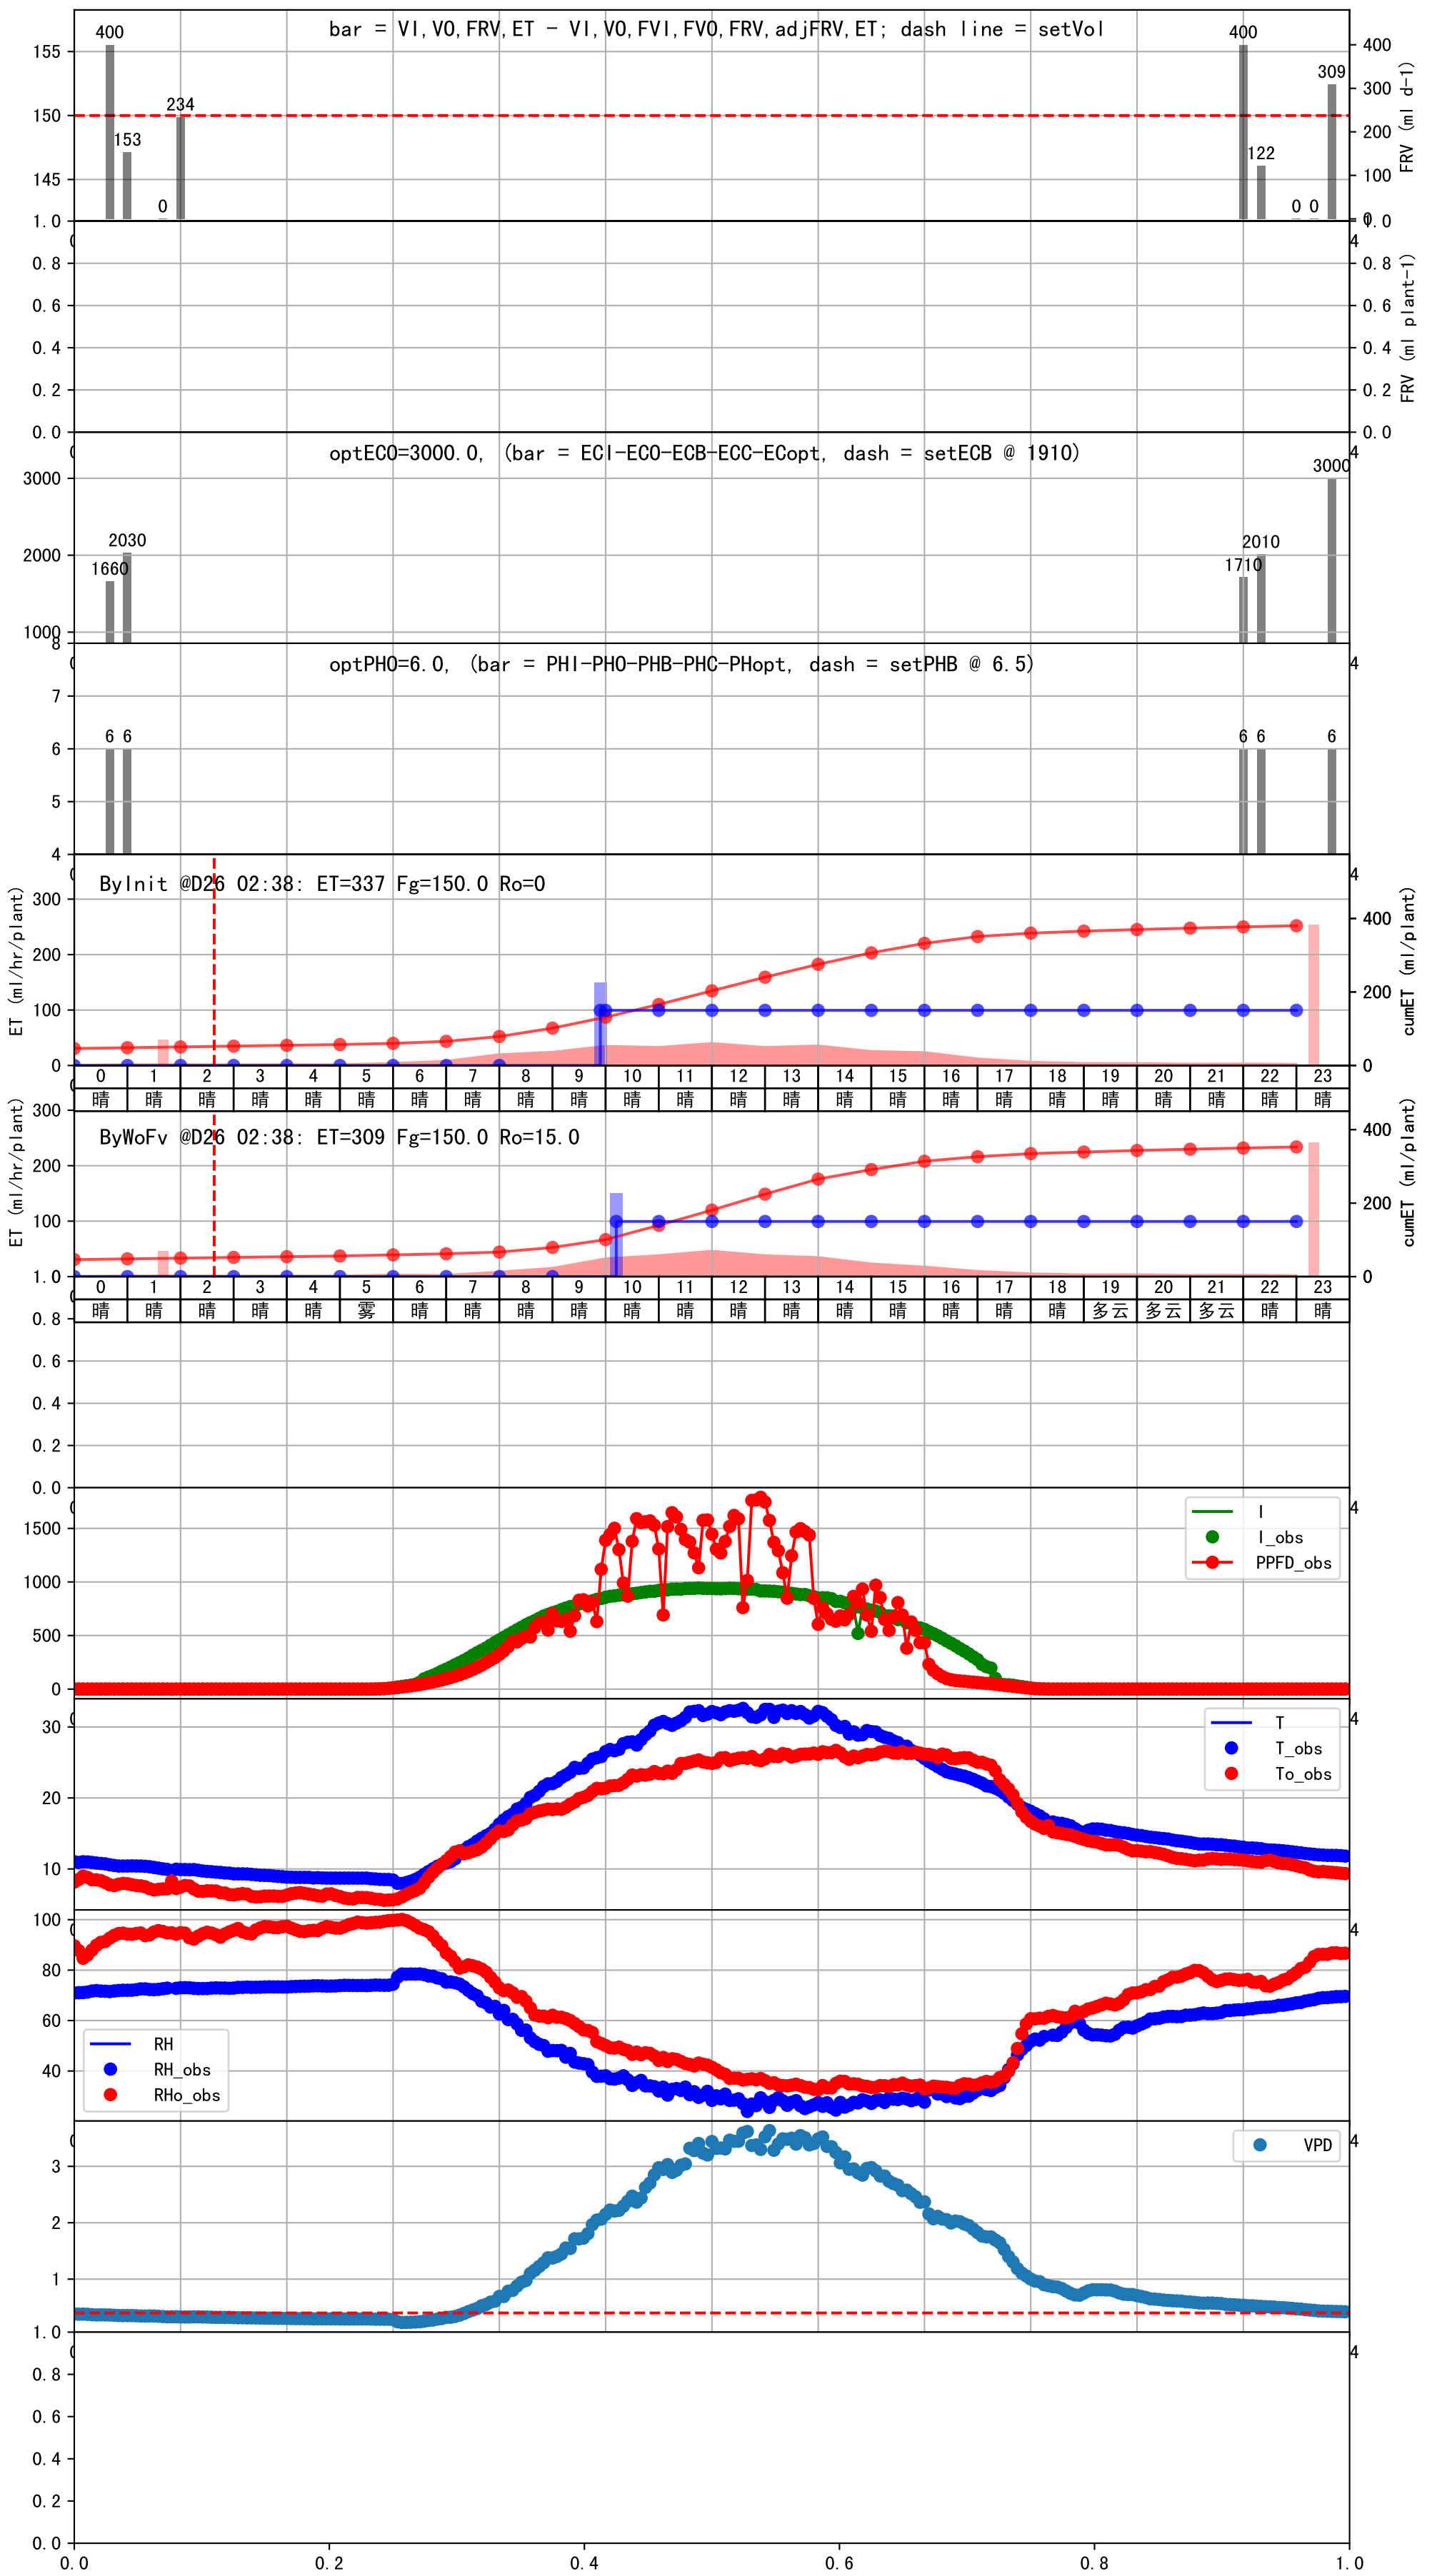 bar = VI,VO,FRV,ET - VI,VO,FVI,FVO,FRV,adjFRV,ET; dash line = setVol
400 153 0 234 400 122 0 0 309
155 150 145
400 300 200 100 0
FRV (ml d-1)
1.0 0.8 0.6 0.4 0.2 0.0
1.0 0.8 0.6 0.4 0.2 0.0
FRV (ml plant-1)
optECO=3000.0, (bar = ECI-ECO-ECB-ECC-ECopt, dash = setECB @ 1910)
1660 2030 1710 2010 3000
3000 2000 1000
optPHO=6.0, (bar = PHI-PHO-PHB-PHC-PHopt, dash = setPHB @ 6.5)
6 6 6 6 6
8 7 6 5 4
ByInit @D26 02:38: ET=337 Fg=150.0 Ro=0
ET (ml/hr/plant)
300 200 100 0
400 200 0
cumET (ml/plant)
0 1 2 3 4 5 6 7 8 9 10 11 12 13 14 15 16 17 18 19 20 21 22 23
晴 晴 晴 晴 晴 晴 晴 晴 晴 晴 晴 晴 晴 晴 晴 晴 晴 晴 晴 晴 晴 晴 晴 晴
ByWoFv @D26 02:38: ET=309 Fg=150.0 Ro=15.0
ET (ml/hr/plant)
300 200 100
400 200 0
cumET (ml/plant)
0 1 2 3 4 5 6 7 8 9 10 11 12 13 14 15 16 17 18 19 20 21 22 23
晴 晴 晴 晴 晴 雾 晴 晴 晴 晴 晴 晴 晴 晴 晴 晴 晴 晴 晴 多云 多云 多云 晴 晴
1.0 0.8 0.6 0.4 0.2 0.0
I
I_obs
PPFD_obs
1500 1000 500 0
T
T_obs
To_obs
30 20 10
RH
RH_obs
RHo_obs
100 80 60 40
VPD
3 2 1
1.0 0.8 0.6 0.4 0.2 0.0
0.0 0.2 0.4 0.6 0.8 1.0